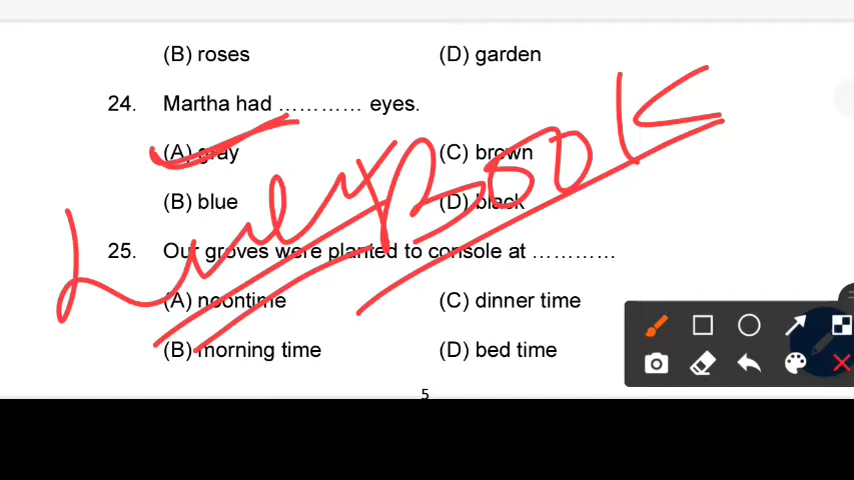 (B) roses (D) garden
24. Martha had ………… eyes.
(A) gray (C) brown
(B) blue (D) black
25. Our groves were planted to console at …………
(A) noontime (C) dinner time
(B) morning time (D) bed time
5
Book